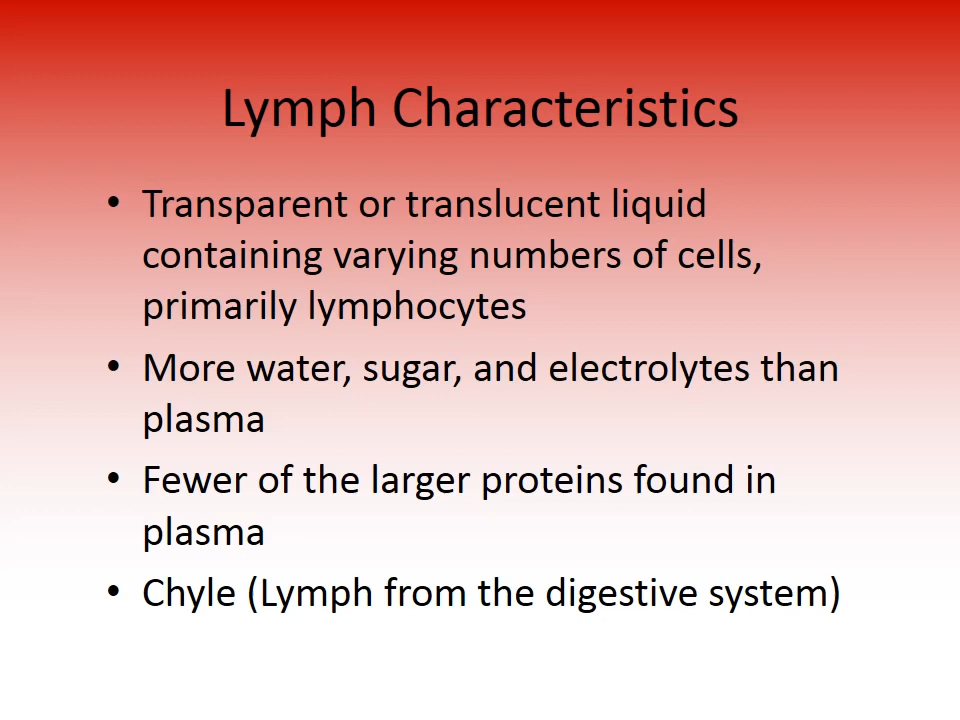 Lymph Characteristics
• Transparent or translucent liquid
containing varying numbers of cells,
primarily lymphocytes
• More water, sugar, and electrolytes than
plasma
• Fewer of the larger proteins found in
plasma
• Chyle (Lymph from the digestive system)